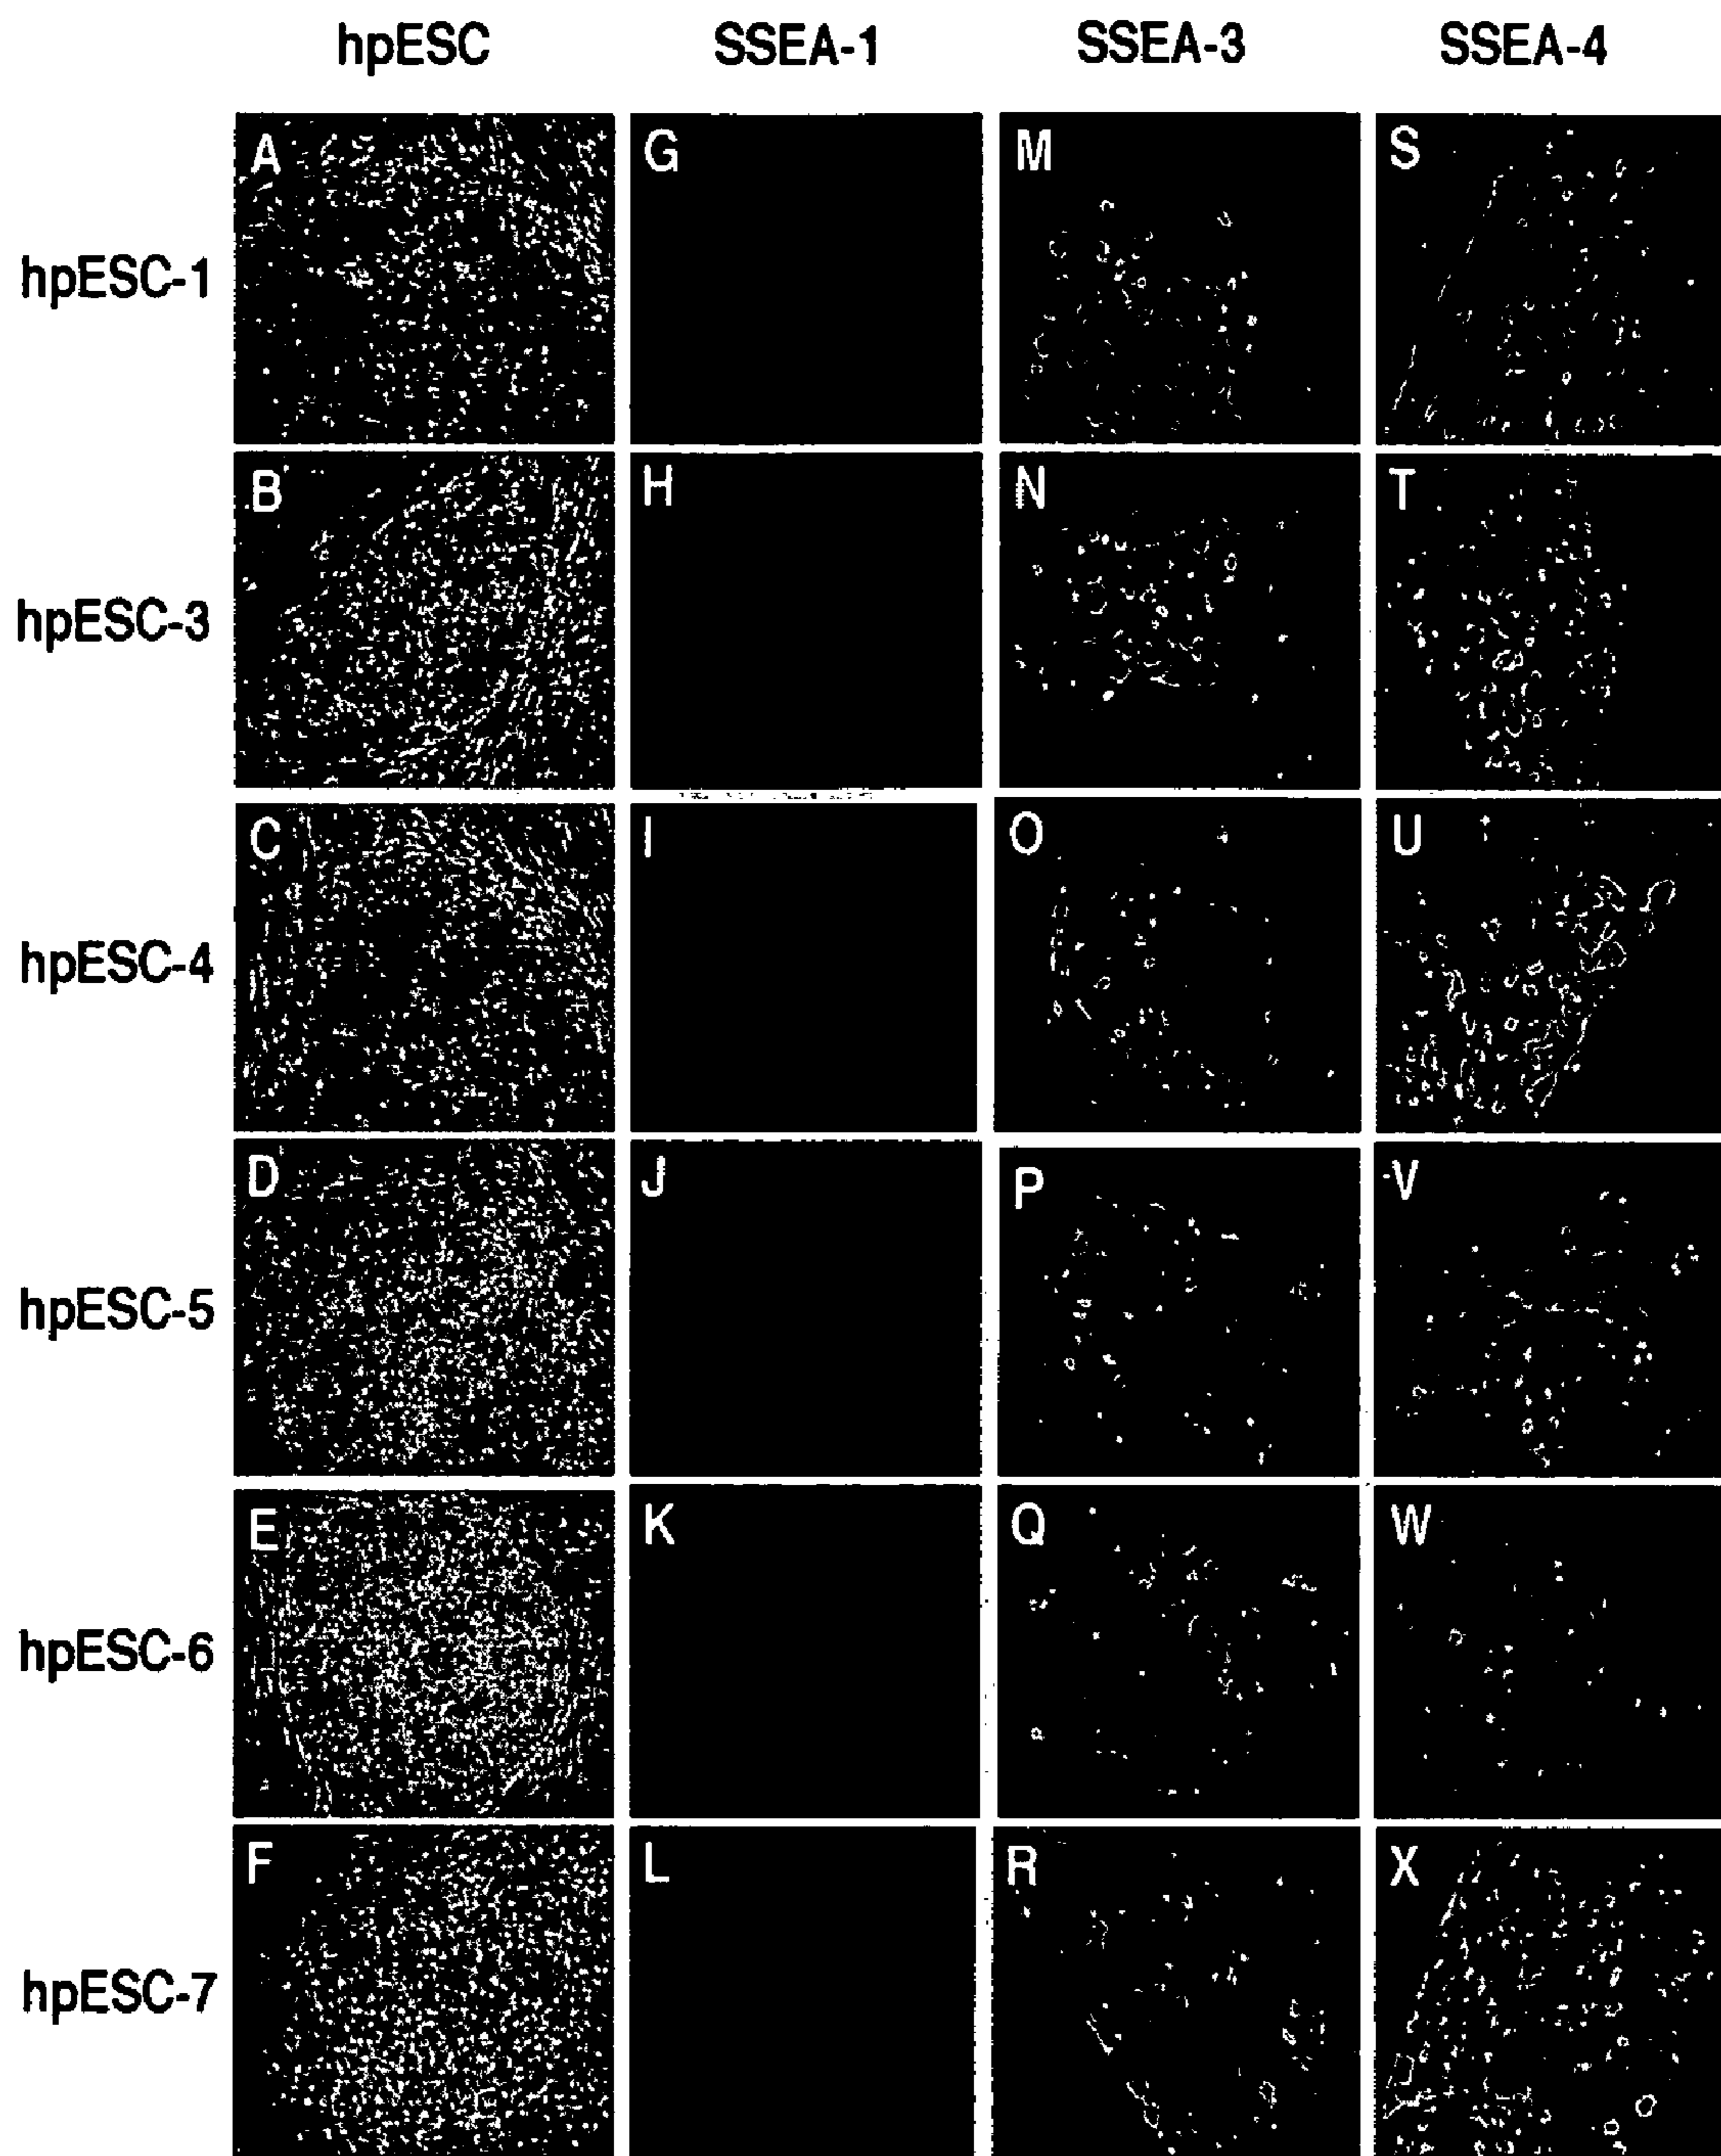 hpESC SSEA-1 SSEA-3 SSEA-4
hpESC-1 A G M S
hpESC-3 B H N T
hpESC-4 C I O U
hpESC-5 D J P V
hpESC-6 E K Q W
hpESC-7 F L R X